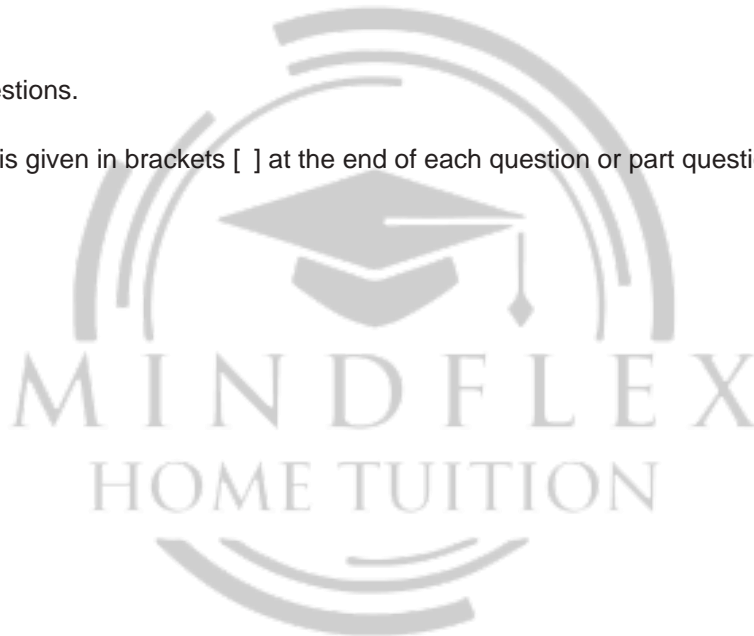 estions.
is given in brackets [ ] at the end of each question or part questi
MINDFLEX
HOME TUITION